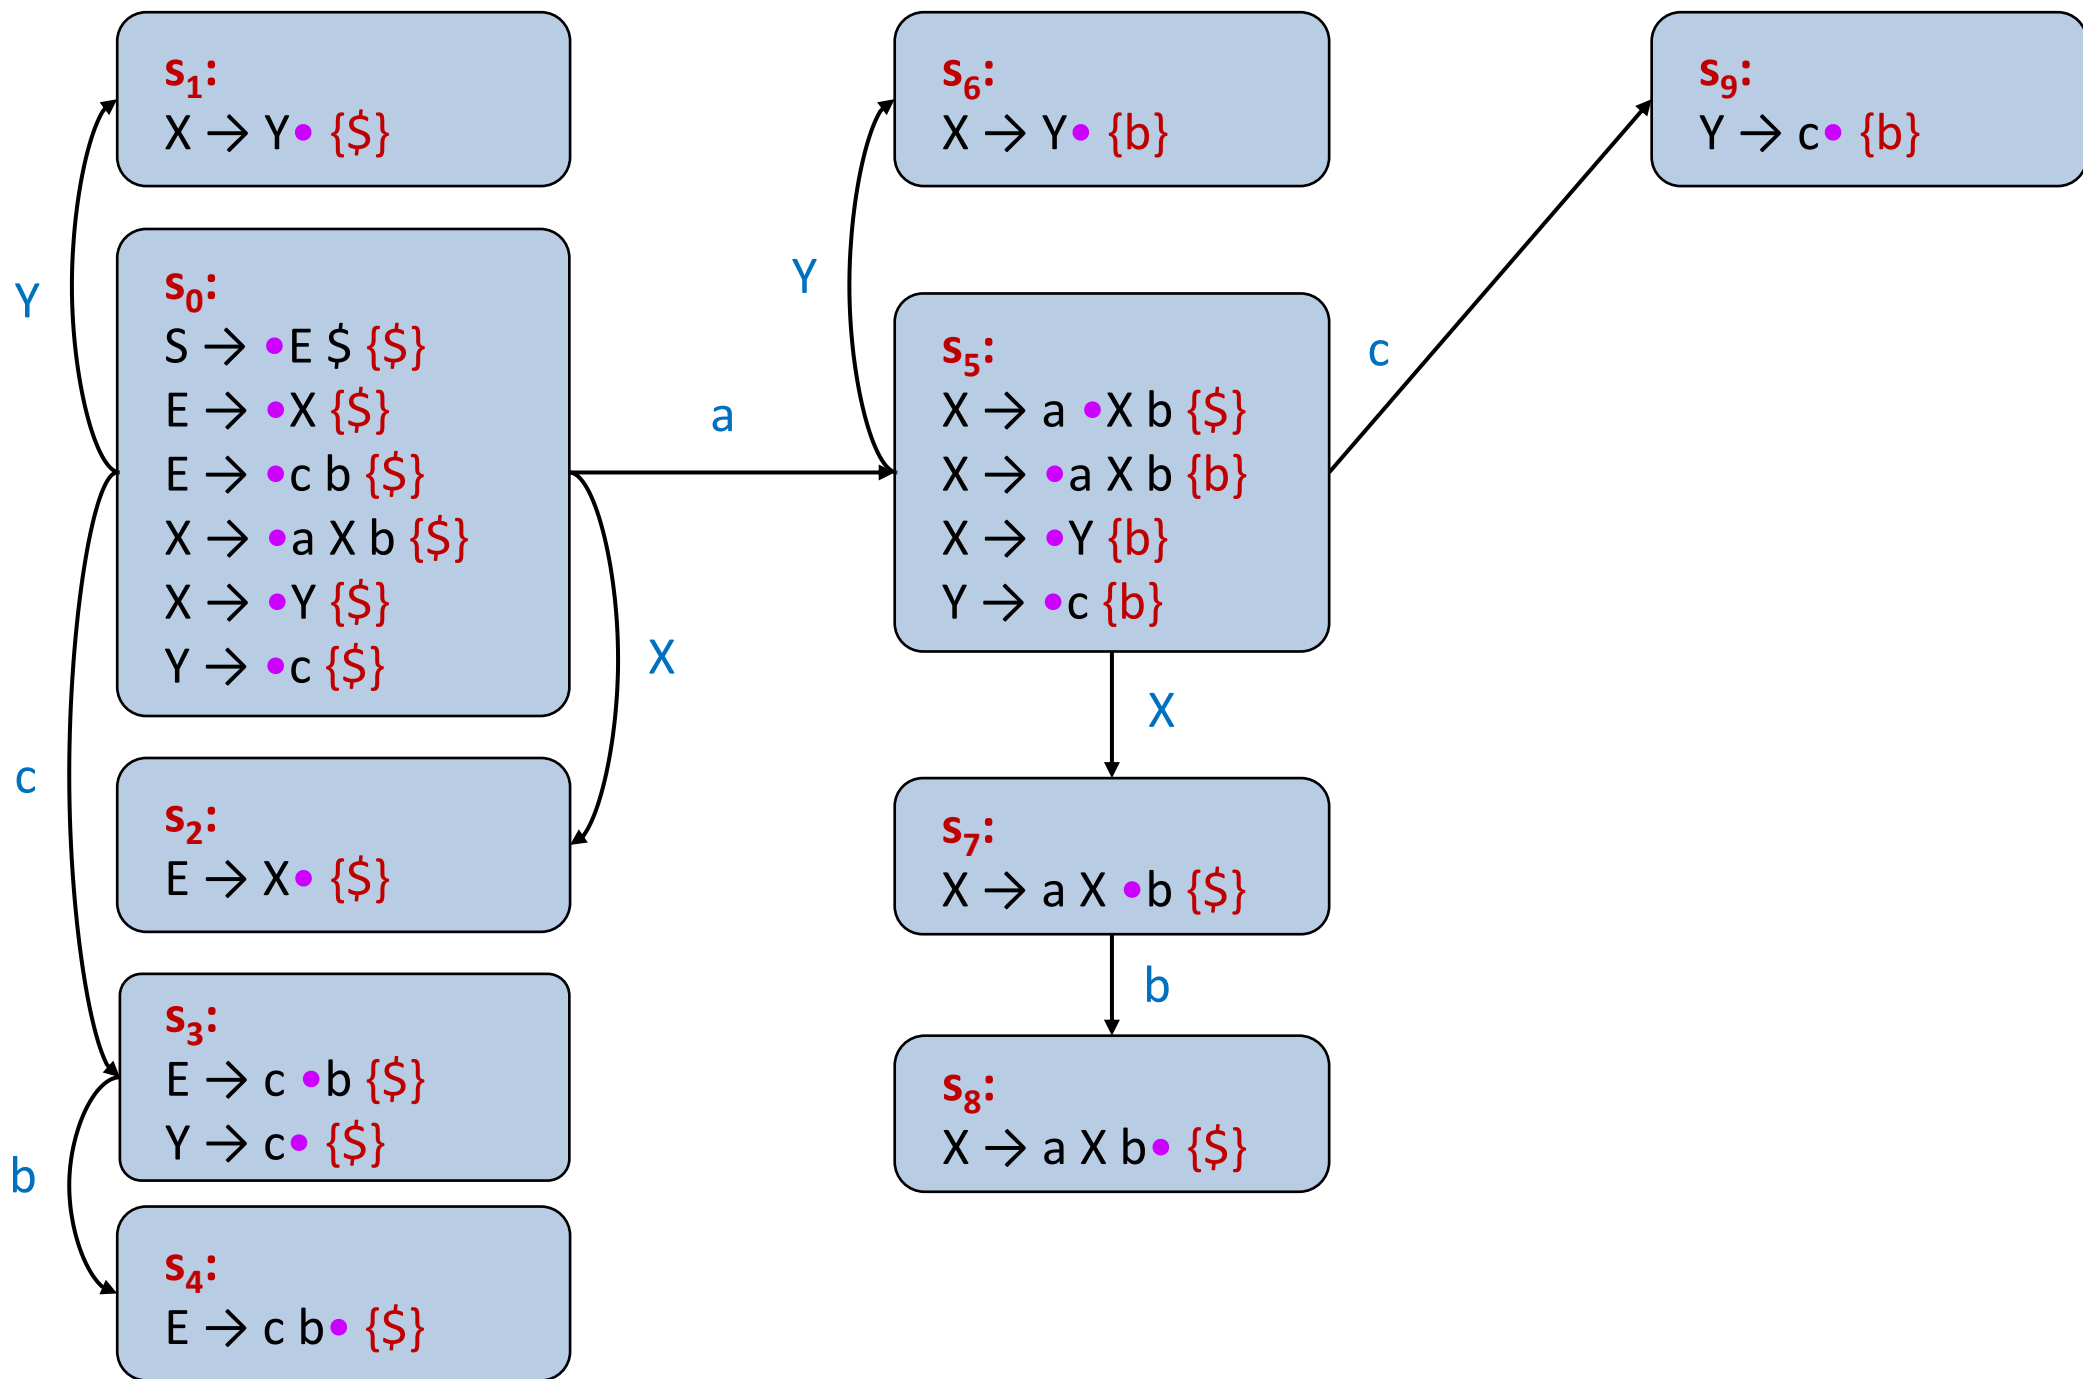 s₁:
X → Y• {$}
Y
s₀:
S → •E $ {$}
E → •X {$}
E → •c b {$}
X → •a X b {$}
X → •Y {$}
Y → •c {$}
c
X
a
s₂:
E → X• {$}
s₃:
E → c •b {$}
Y → c• {$}
b
s₄:
E → c b• {$}
s₆:
X → Y• {b}
Y
s₅:
X → a •X b {$}
X → •a X b {b}
X → •Y {b}
Y → •c {b}
c
X
s₇:
X → a X •b {$}
b
s₈:
X → a X b• {$}
s₉:
Y → c• {b}